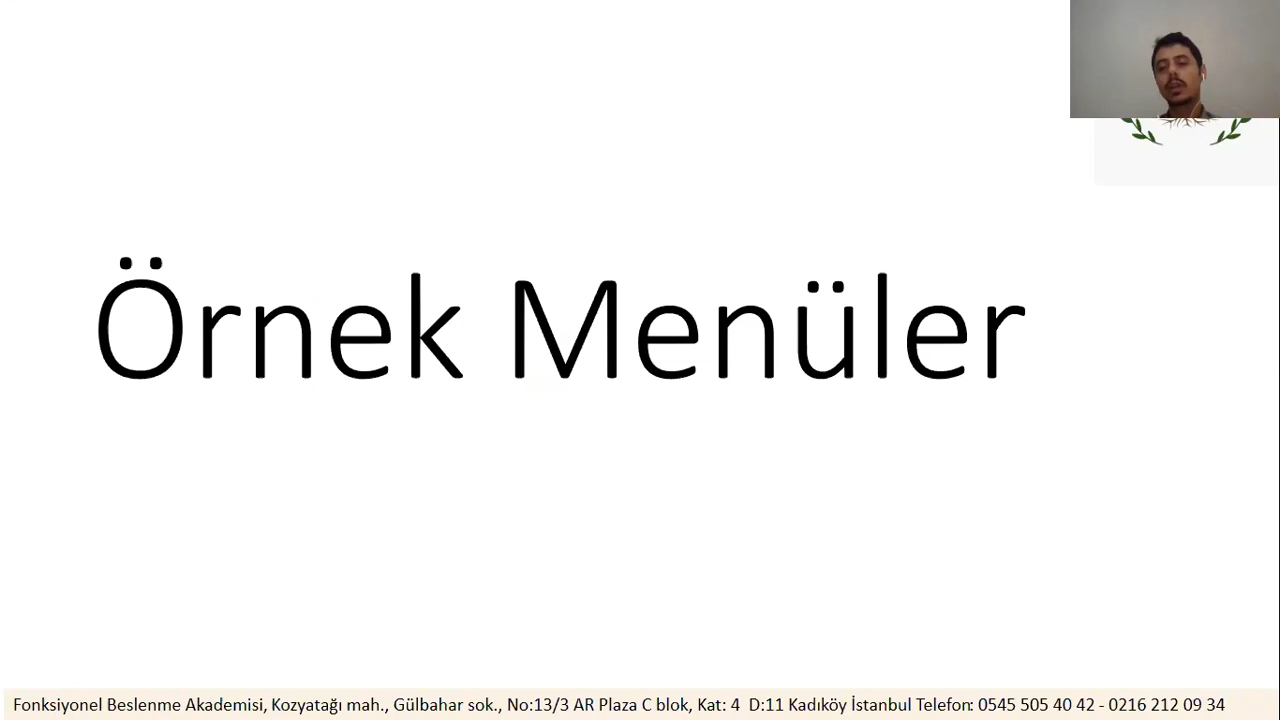 Örnek Menüler
Fonksiyonel Beslenme Akademisi, Kozyatağı mah., Gülbahar sok., No:13/3 AR Plaza C blok, Kat: 4  D:11 Kadıköy İstanbul Telefon: 0545 505 40 42 - 0216 212 09 34